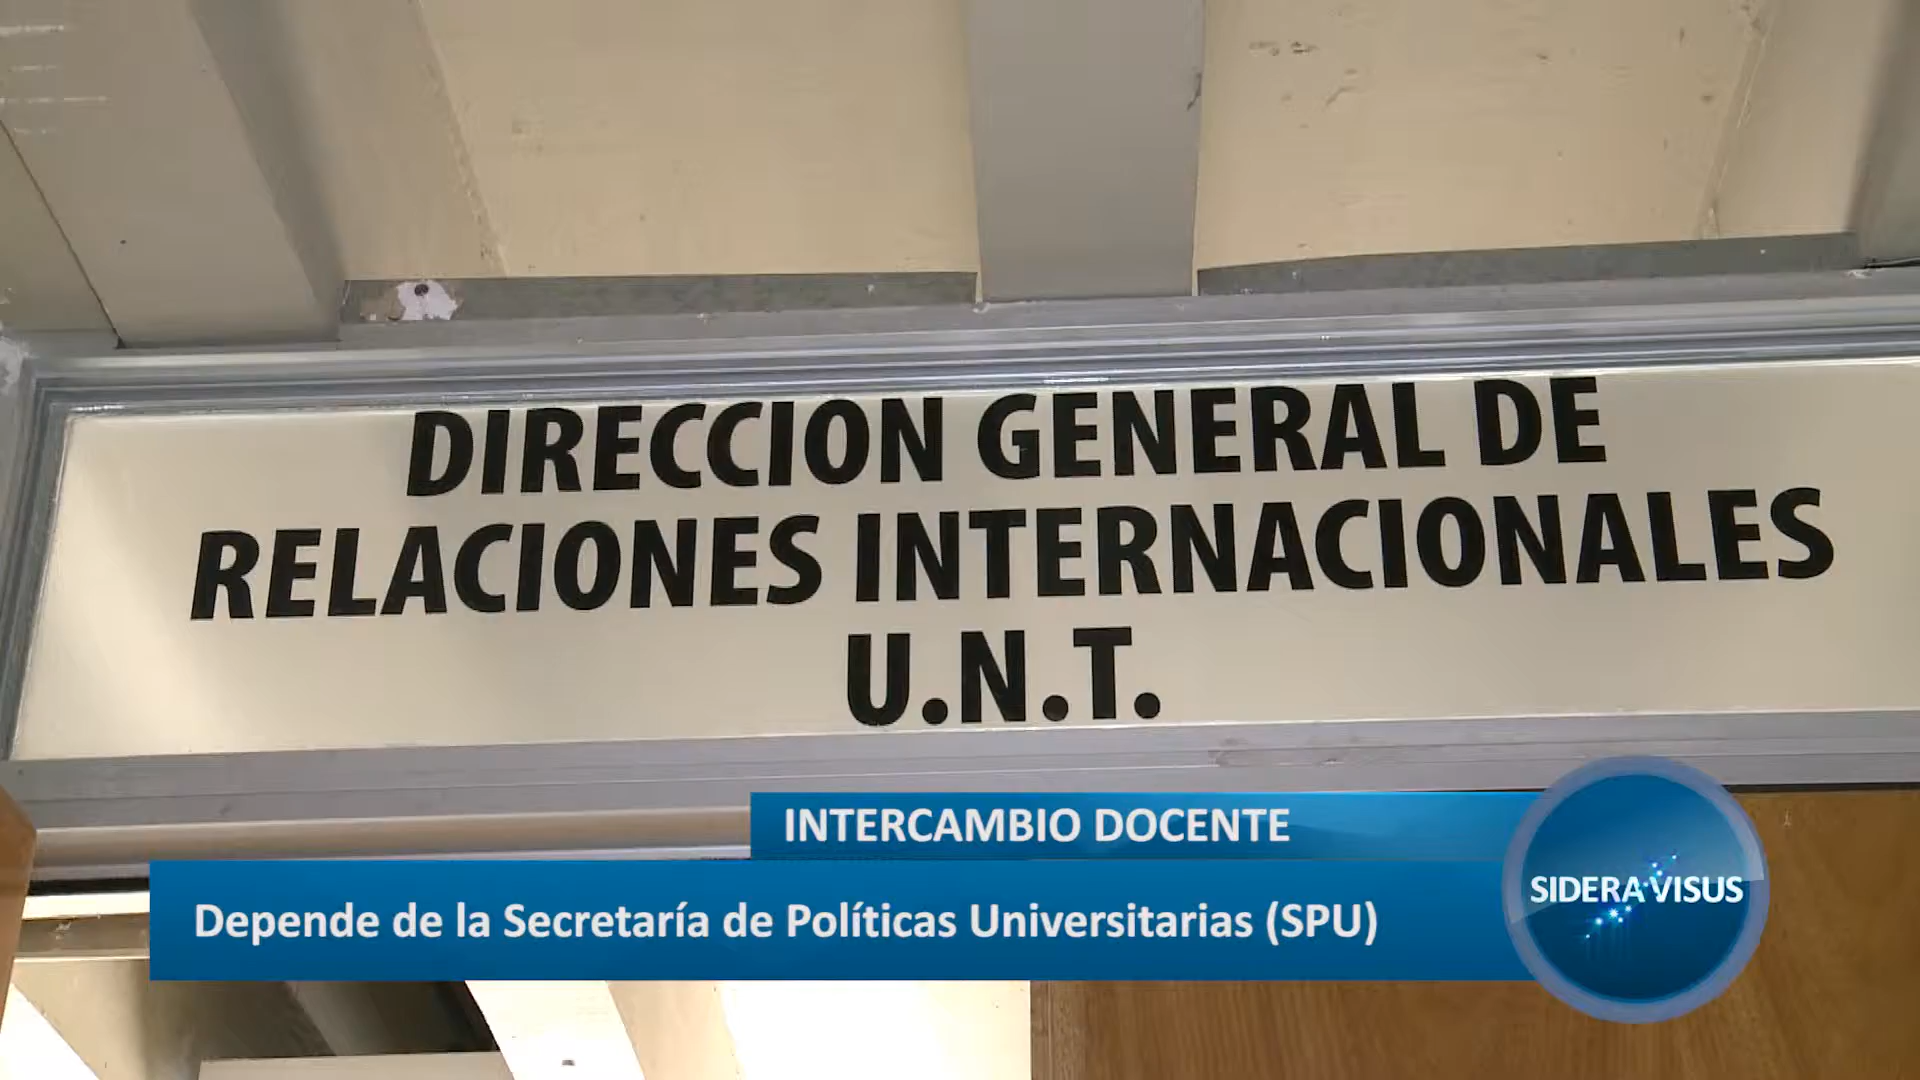 DIRECCION GENERAL DE
RELACIONES INTERNACIONALES
U.N.T.
INTERCAMBIO DOCENTE
Depende de la Secretaría de Políticas Universitarias (SPU)
SIDERA VISUS